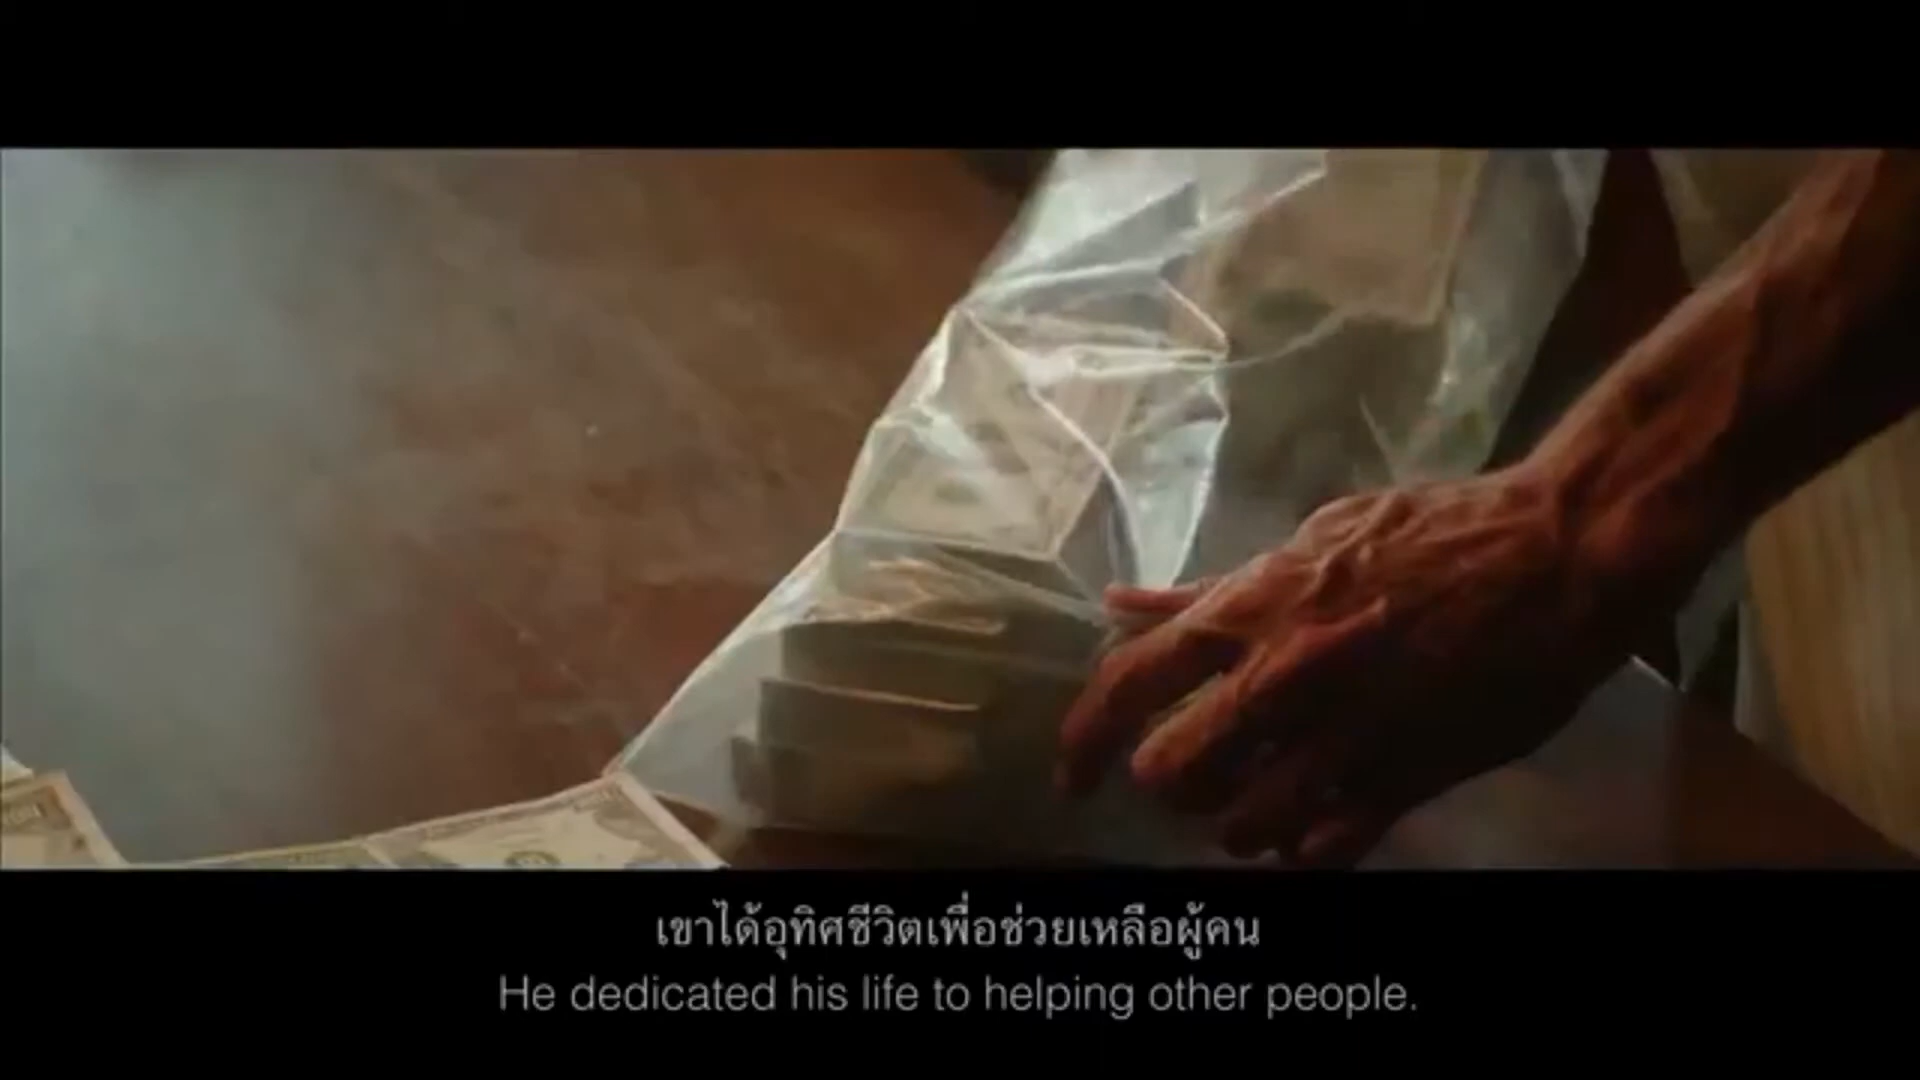 เขาได้อุทิศชีวิตเพื่อช่วยเหลือผู้คน
He dedicated his life to helping other people.